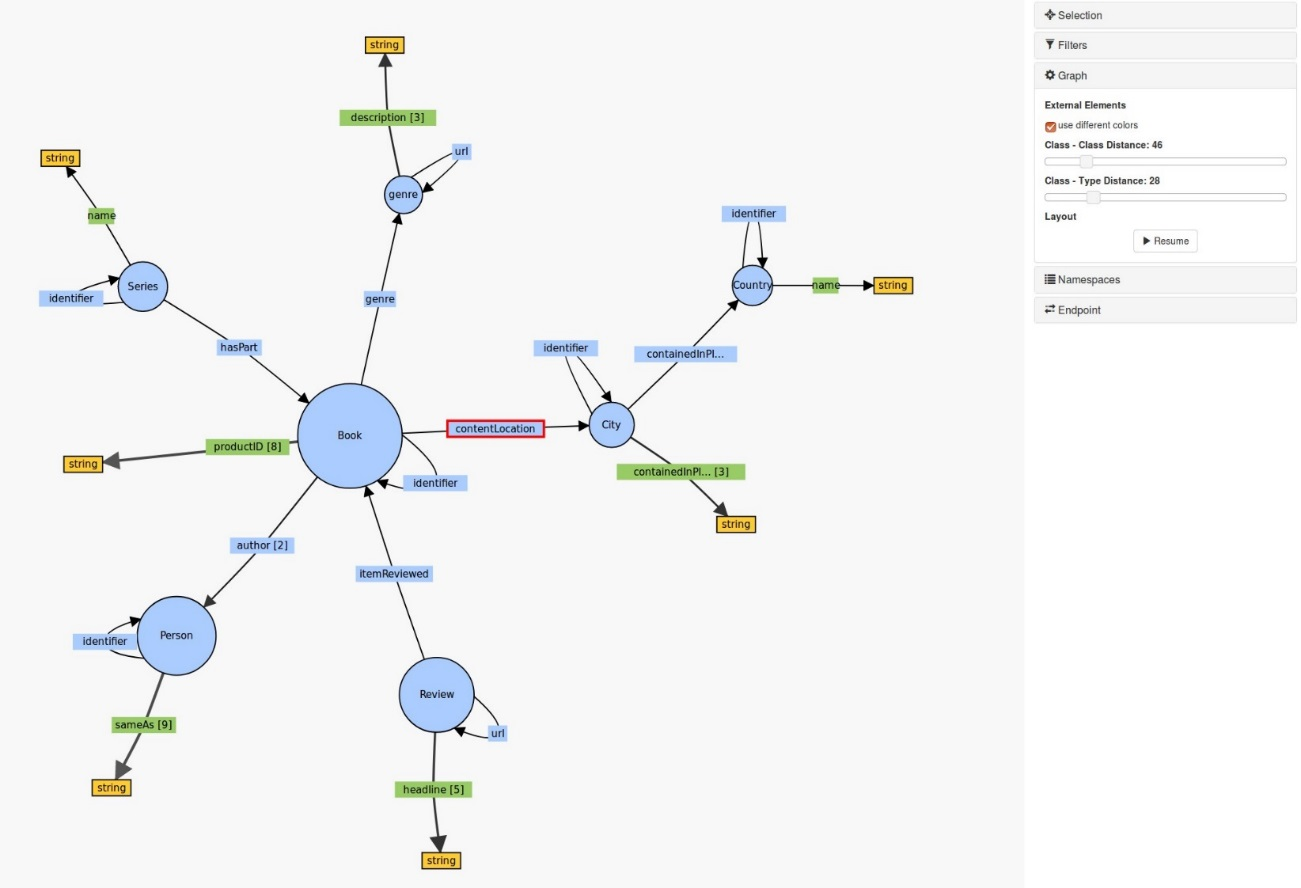 string
description [3]
url
genre
string
name
Series
identifier
hasPart
genre
identifier
Country
name
string
containedInPl...
identifier
City
contentLocation
Book
productID [8]
string
identifier
containedInPl... [3]
string
author [2]
itemReviewed
Person
identifier
sameAs [9]
string
Review
url
headline [5]
string
Selection
Filters
Graph
External Elements
use different colors
Class - Class Distance: 46
Class - Type Distance: 28
Layout
Resume
Namespaces
Endpoint